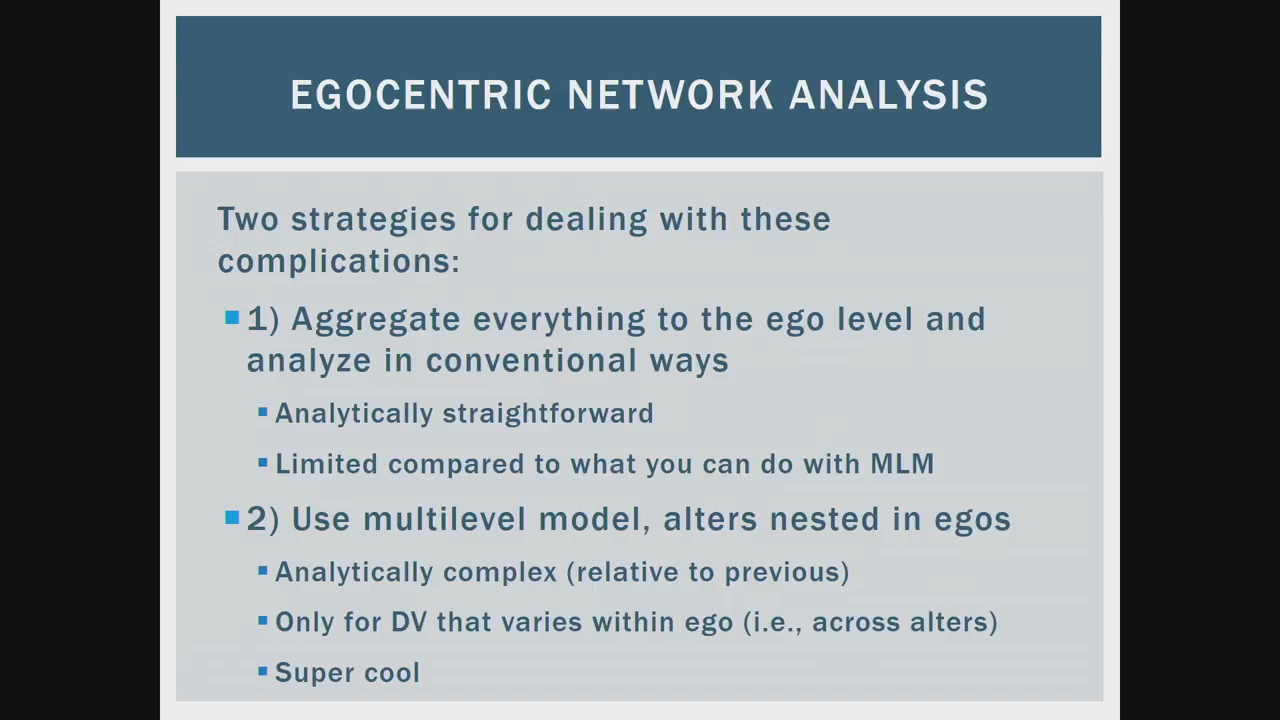 EGOCENTRIC NETWORK ANALYSIS
Two strategies for dealing with these
complications:
1) Aggregate everything to the ego level and
analyze in conventional ways
Analytically straightforward
Limited compared to what you can do with MLM
2) Use multilevel model, alters nested in egos
Analytically complex (relative to previous)
Only for DV that varies within ego (i.e., across alters)
Super cool